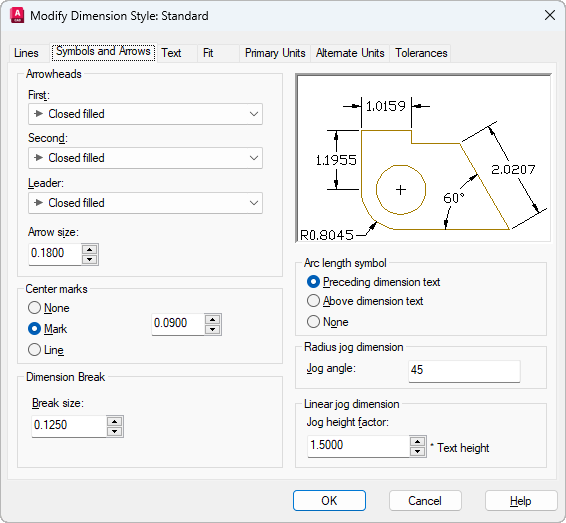 Modify Dimension Style: Standard
Lines Symbols and Arrows Text Fit Primary Units Alternate Units Tolerances
Arrowheads
First:
Closed filled
Second:
Closed filled
Leader:
Closed filled
Arrow size:
0.1800
Center marks
None
Mark
0.0900
Line
Dimension Break
Break size:
0.1250
1.0159
1.1955
2.0207
60°
R0.8045
Arc length symbol
Preceding dimension text
Above dimension text
None
Radius jog dimension
Jog angle: 45
Linear jog dimension
Jog height factor:
1.5000 * Text height
OK Cancel Help